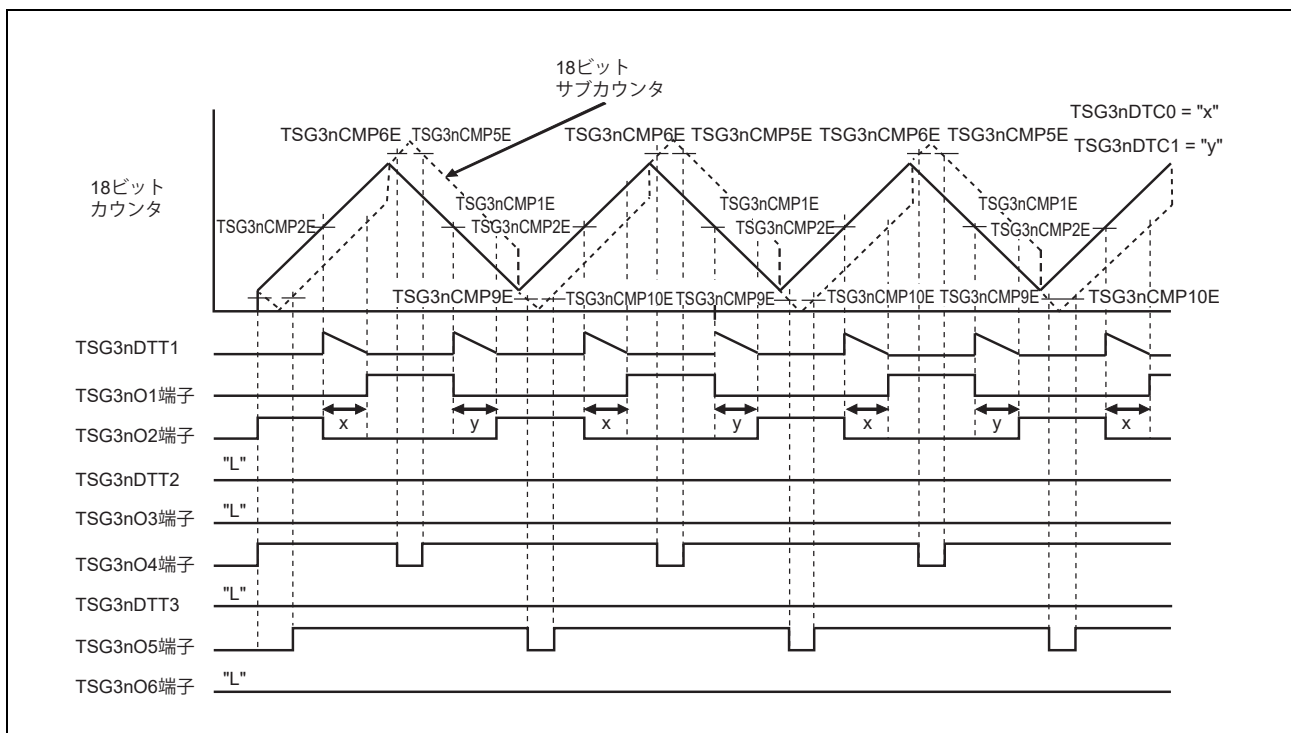 18ビット
サブカウンタ
TSG3nDTC0 = "x"
TSG3nCMP6E TSG3nCMP5E TSG3nCMP6E TSG3nCMP5E TSG3nCMP6E TSG3nCMP5E
TSG3nDTC1 = "y"
18ビット
カウンタ
TSG3nCMP1E TSG3nCMP1E TSG3nCMP1E
TSG3nCMP2E TSG3nCMP2E TSG3nCMP2E TSG3nCMP2E
TSG3nCMP9E TSG3nCMP10E TSG3nCMP9E TSG3nCMP10E TSG3nCMP9E TSG3nCMP10E
TSG3nDTT1
TSG3nO1端子
x y x y x y x
TSG3nO2端子
"L"
TSG3nDTT2
"L"
TSG3nO3端子
TSG3nO4端子
"L"
TSG3nDTT3
TSG3nO5端子
"L"
TSG3nO6端子